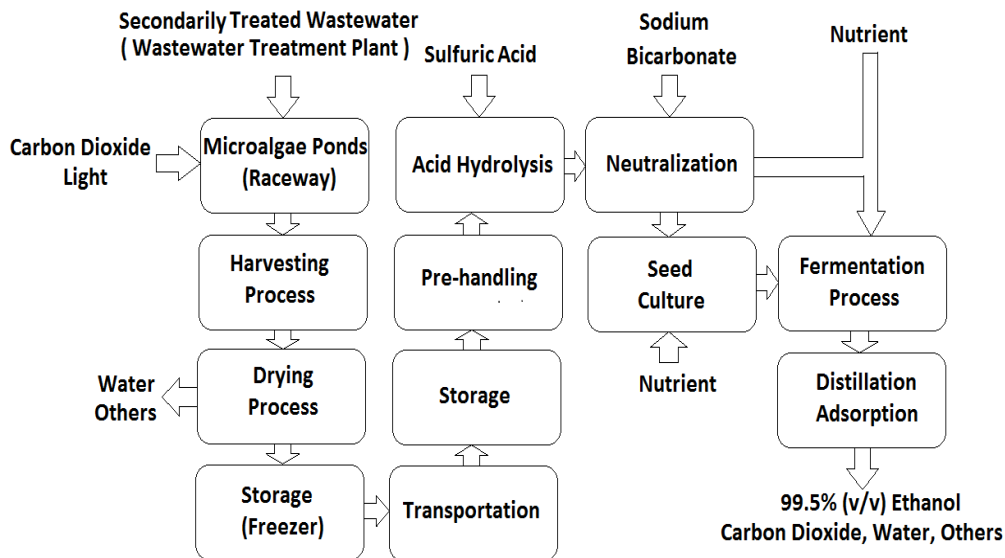 Secondarily Treated Wastewater
( Wastewater Treatment Plant )
Sulfuric Acid
Sodium
Bicarbonate
Nutrient
Carbon Dioxide
Light
Microalgae Ponds
(Raceway)
Acid Hydrolysis
Neutralization
Harvesting
Process
Pre-handling
Seed
Culture
Fermentation
Process
Water
Others
Drying
Process
Storage
Nutrient
Distillation
Adsorption
Storage
(Freezer)
Transportation
99.5% (v/v) Ethanol
Carbon Dioxide, Water, Others